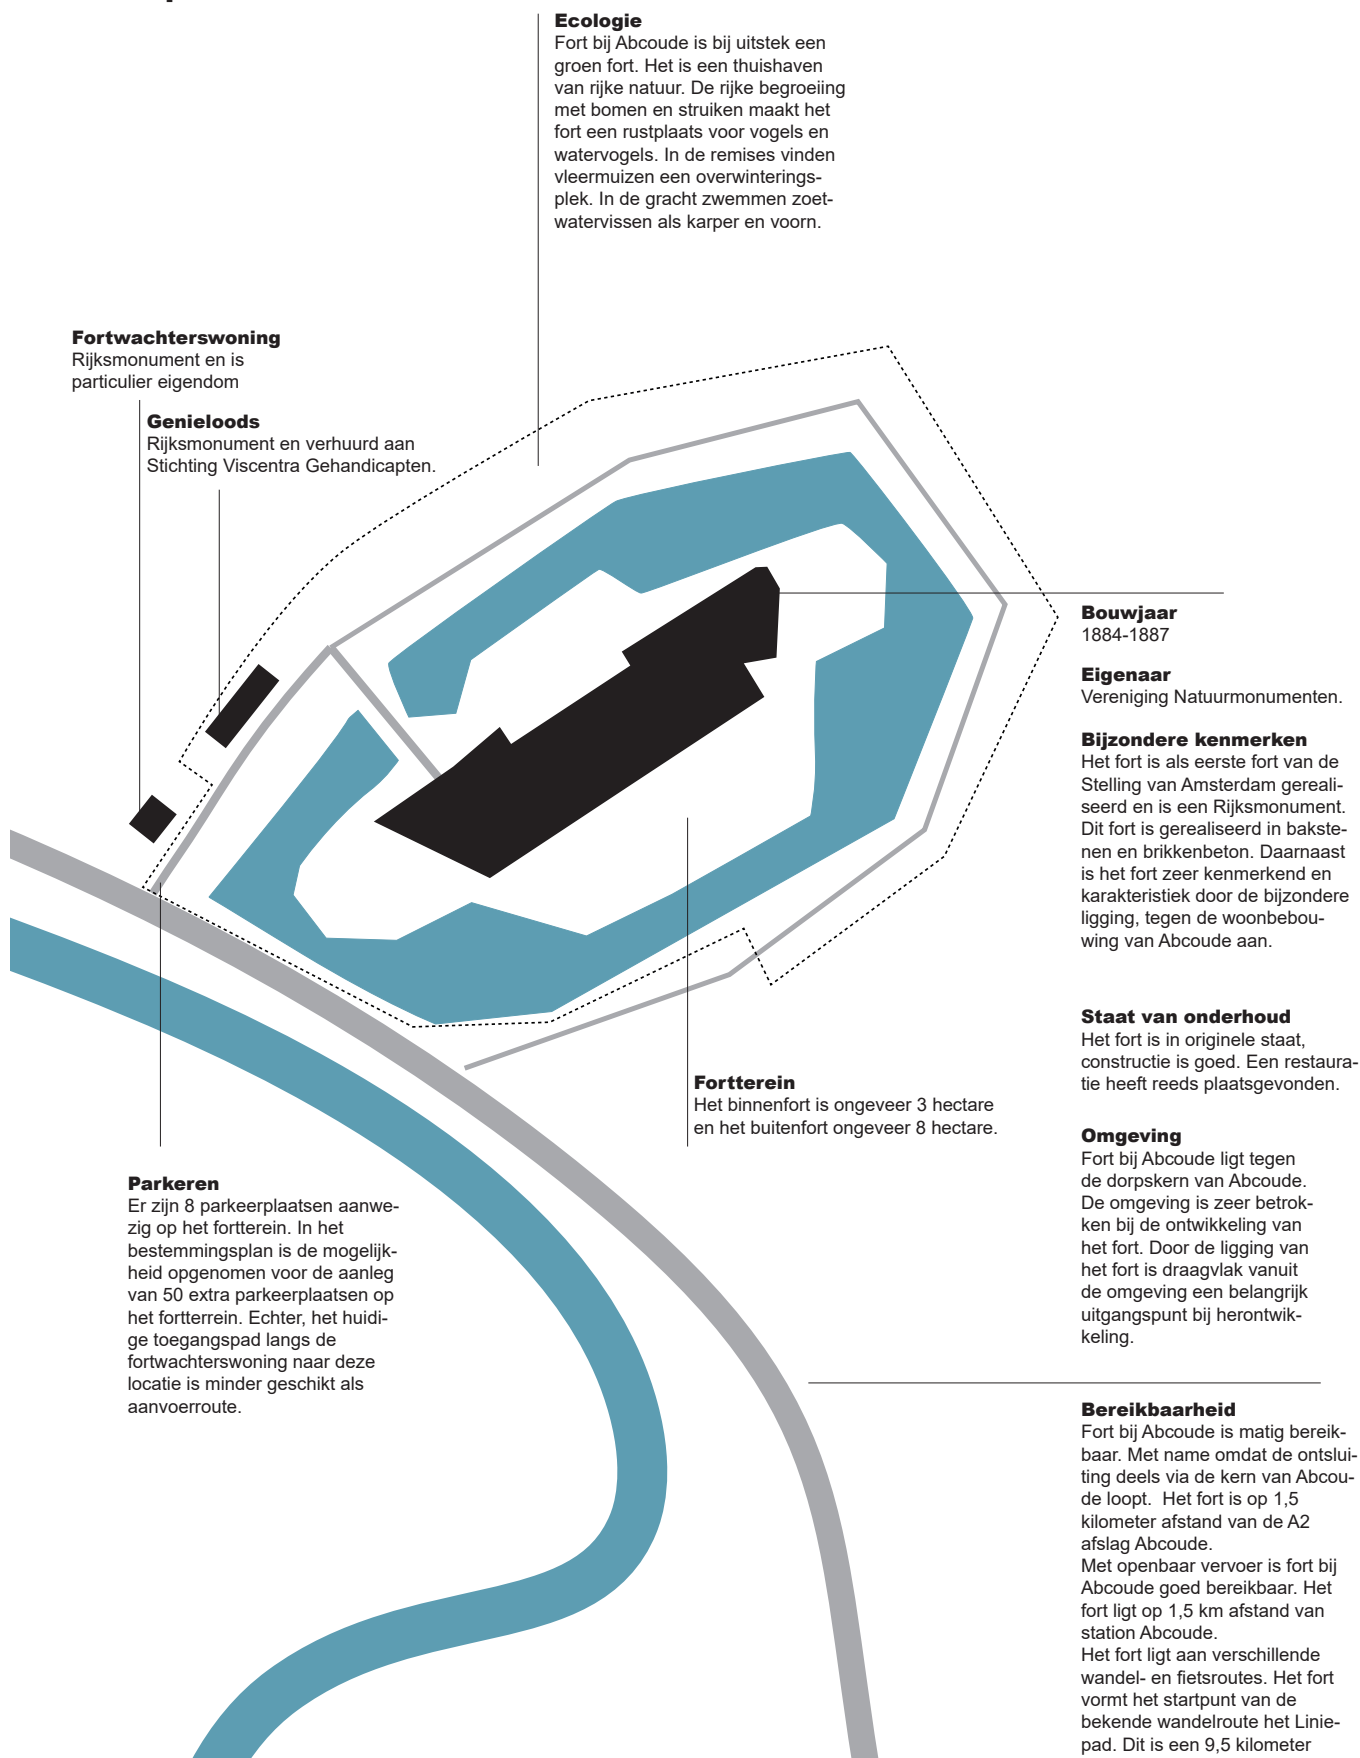 Ecologie
Fort bij Abcoude is bij uitstek een
groen fort. Het is een thuishaven
van rijke natuur. De rijke begroeiing
met bomen en struiken maakt het
fort een rustplaats voor vogels en
watervogels. In de remises vinden
vleermuizen een overwinterings-
plek. In de gracht zwemmen zoet-
watervissen als karper en voorn.
Fortwachterswoning
Rijksmonument en is
particulier eigendom
Genieloods
Rijksmonument en verhuurd aan
Stichting Viscentra Gehandicapten.
Bouwjaar
1884-1887
Eigenaar
Vereniging Natuurmonumenten.
Bijzondere kenmerken
Het fort is als eerste fort van de
Stelling van Amsterdam gereali-
seerd en is een Rijksmonument.
Dit fort is gerealiseerd in bakste-
nen en brikkenbeton. Daarnaast
is het fort zeer kenmerkend en
karakteristiek door de bijzondere
ligging, tegen de woonbebou-
wing van Abcoude aan.
Staat van onderhoud
Het fort is in originele staat,
constructie is goed. Een restaura-
tie heeft reeds plaatsgevonden.
Fortterein
Het binnenfort is ongeveer 3 hectare
en het buitenfort ongeveer 8 hectare.
Omgeving
Fort bij Abcoude ligt tegen
de dorpskern van Abcoude.
De omgeving is zeer betrok-
ken bij de ontwikkeling van
het fort. Door de ligging van
het fort is draagvlak vanuit
de omgeving een belangrijk
uitgangspunt bij herontwik-
keling.
Parkeren
Er zijn 8 parkeerplaatsen aanwe-
zig op het fortterein. In het
bestemmingsplan is de mogelijk-
heid opgenomen voor de aanleg
van 50 extra parkeerplaatsen op
het fortterrein. Echter, het huidi-
ge toegangspad langs de
fortwachterswoning naar deze
locatie is minder geschikt als
aanvoerroute.
Bereikbaarheid
Fort bij Abcoude is matig bereik-
baar. Met name omdat de ontslui-
ting deels via de kern van Abcou-
de loopt.  Het fort is op 1,5
kilometer afstand van de A2
afslag Abcoude.
Met openbaar vervoer is fort bij
Abcoude goed bereikbaar. Het
fort ligt op 1,5 km afstand van
station Abcoude.
Het fort ligt aan verschillende
wandel- en fietsroutes. Het fort
vormt het startpunt van de
bekende wandelroute het Linie-
pad. Dit is een 9,5 kilometer